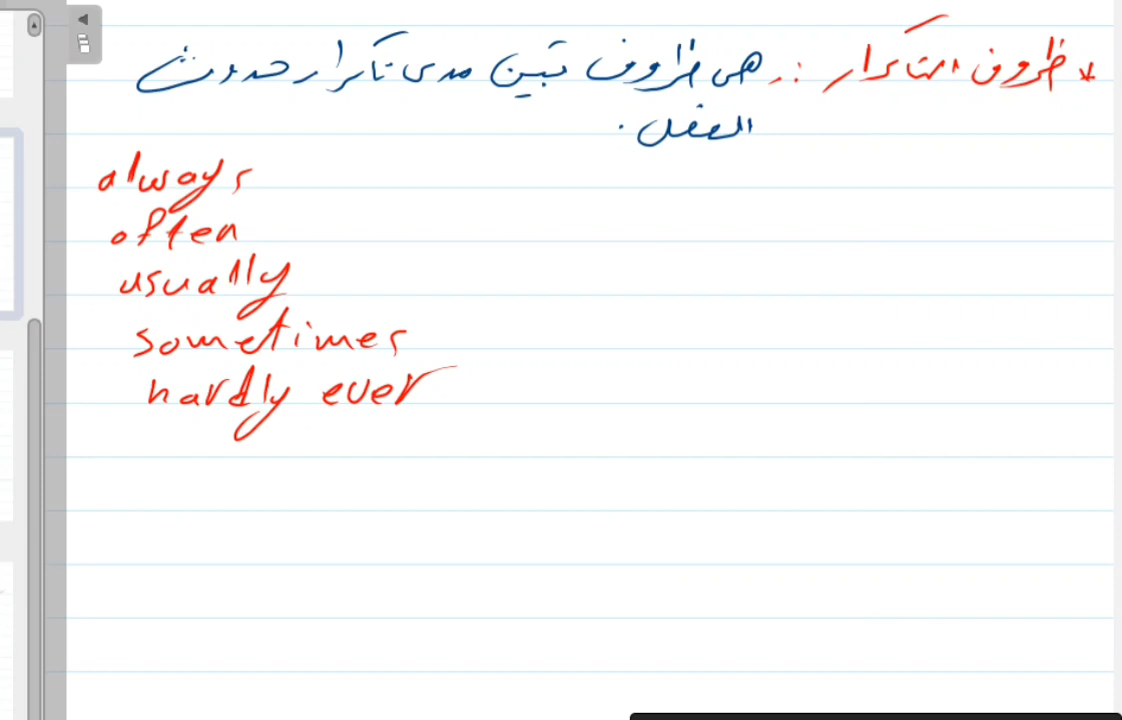 * ظروف التكرار :- هي ظروف تبين مدى تكرار حدوث
الفعل.
always
often
usually
sometimes
hardly ever